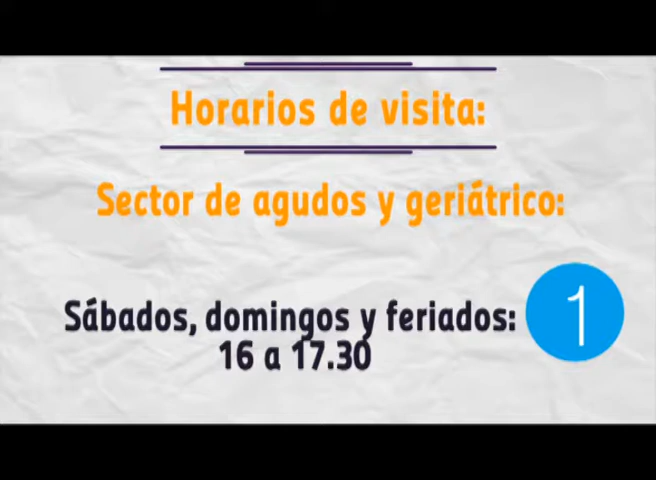 Horarios de visita:
Sector de agudos y geriátrico:
Sábados, domingos y feriados:
16 a 17.30
1